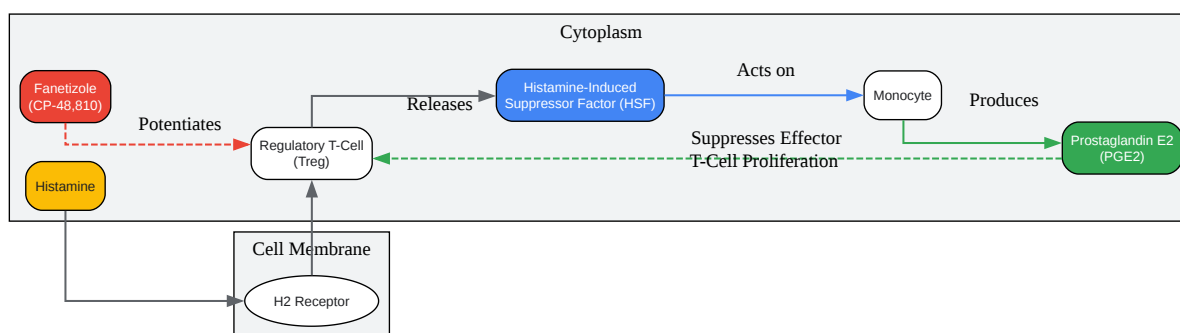 Cytoplasm
Fanetizole
(CP-48,810)
Potentiates
Histamine
Regulatory T-Cell
(Treg)
Releases
Histamine-Induced
Suppressor Factor (HSF)
Acts on
Monocyte
Produces
Suppresses Effector
T-Cell Proliferation
Prostaglandin E2
(PGE2)
Cell Membrane
H2 Receptor